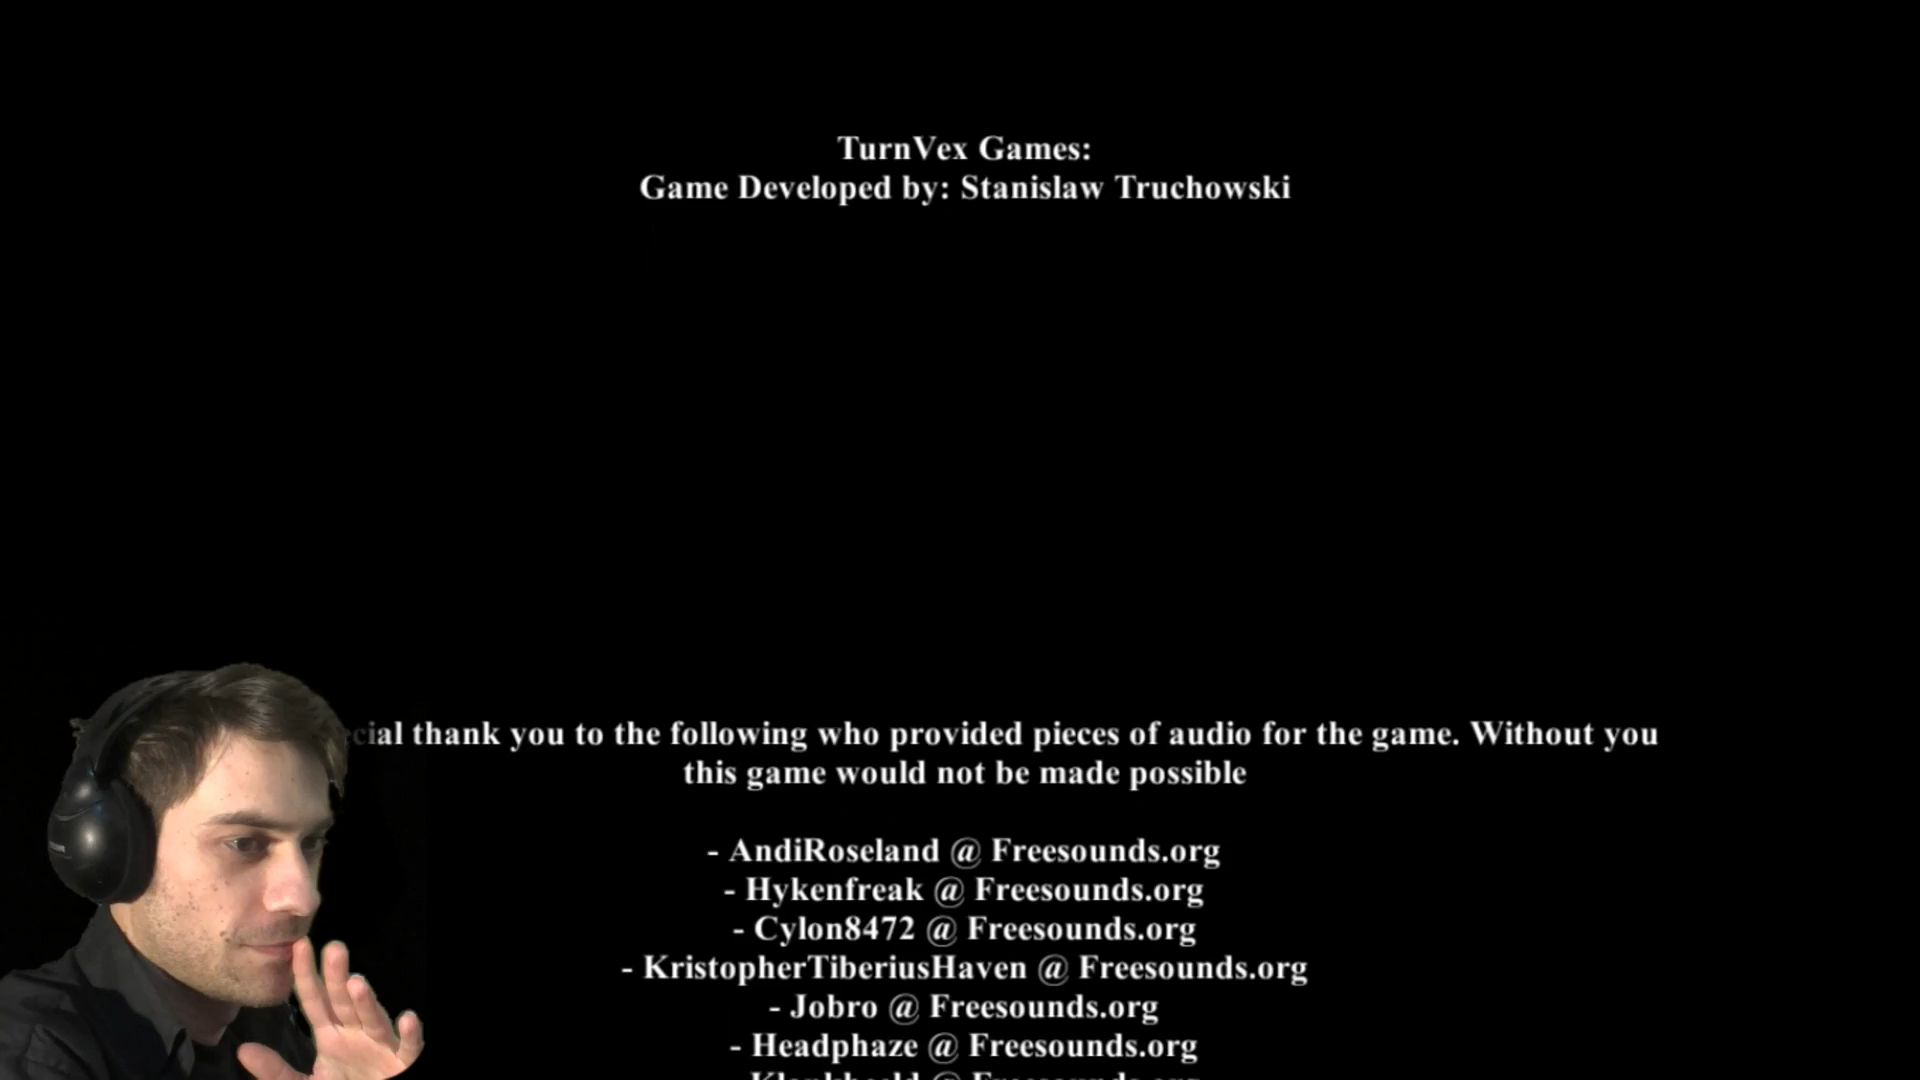 TurnVex Games:
Game Developed by: Stanislaw Truchowski
thank you to the following who provided pieces of audio for the game. Without you
this game would not be made possible
- AndiRoseland @ Freesounds.org
- Hykenfreak @ Freesounds.org
- Cylon8472 @ Freesounds.org
- KristopherTiberiusHaven @ Freesounds.org
- Jobro @ Freesounds.org
- Headphaze @ Freesounds.org